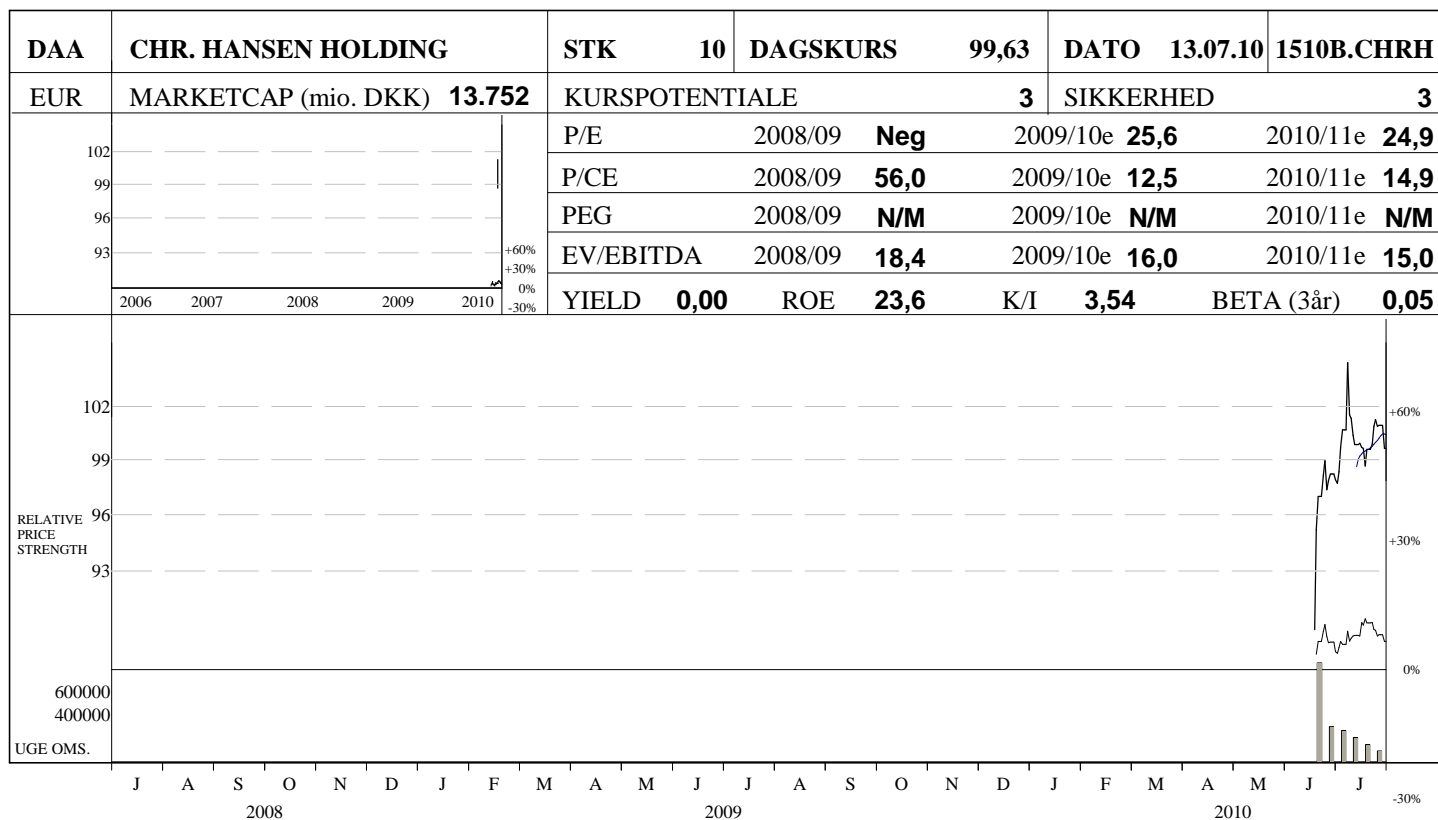 DAA CHR. HANSEN HOLDING STK 10 DAGSKURS 99,63 DATO 13.07.10 1510B.CHRH
EUR MARKETCAP (mio. DKK) 13.752 KURSPOTENTIALE 3 SIKKERHED 3
P/E 2008/09 Neg 2009/10e 25,6 2010/11e 24,9
P/CE 2008/09 56,0 2009/10e 12,5 2010/11e 14,9
PEG 2008/09 N/M 2009/10e N/M 2010/11e N/M
EV/EBITDA 2008/09 18,4 2009/10e 16,0 2010/11e 15,0
YIELD 0,00 ROE 23,6 K/I 3,54 BETA (3år) 0,05
102
99
96
93
+60%
+30%
0%
-30%
2006 2007 2008 2009 2010
102
99
96
93
RELATIVE
PRICE
STRENGTH
+60%
+30%
0%
-30%
600000
400000
UGE OMS.
J A S O N D J F M A M J J A S O N D J F M A M J J
2008 2009 2010